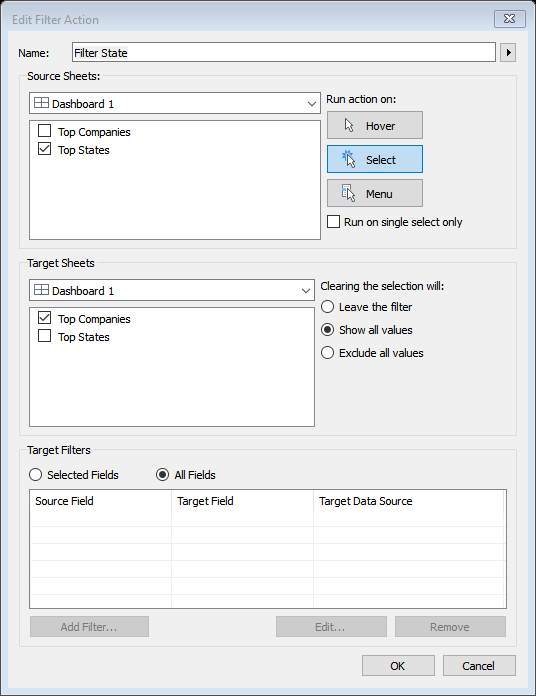 Edit Filter Action
Name: Filter State
Source Sheets:
Dashboard 1
Top Companies
Top States
Run action on:
Hover
Select
Menu
Run on single select only
Target Sheets
Dashboard 1
Top Companies
Top States
Clearing the selection will:
Leave the filter
Show all values
Exclude all values
Target Filters
Selected Fields All Fields
Source Field Target Field Target Data Source
Add Filter... Edit... Remove
OK Cancel